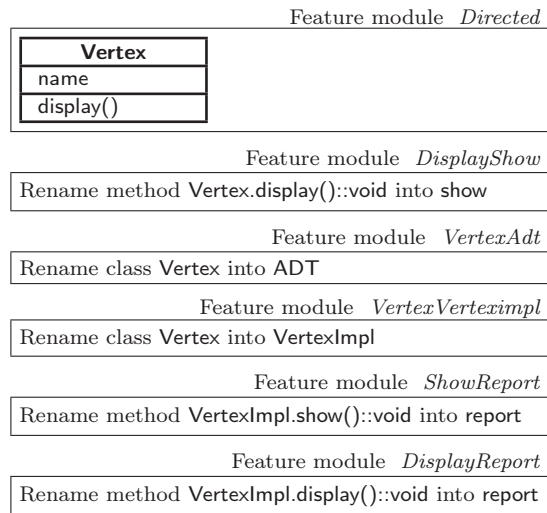 Feature module Directed
Vertex
name
display()
Feature module DisplayShow
Rename method Vertex.display()::void into show
Feature module VertexAdt
Rename class Vertex into ADT
Feature module VertexVerteximpl
Rename class Vertex into VertexImpl
Feature module ShowReport
Rename method VertexImpl.show()::void into report
Feature module DisplayReport
Rename method VertexImpl.display()::void into report